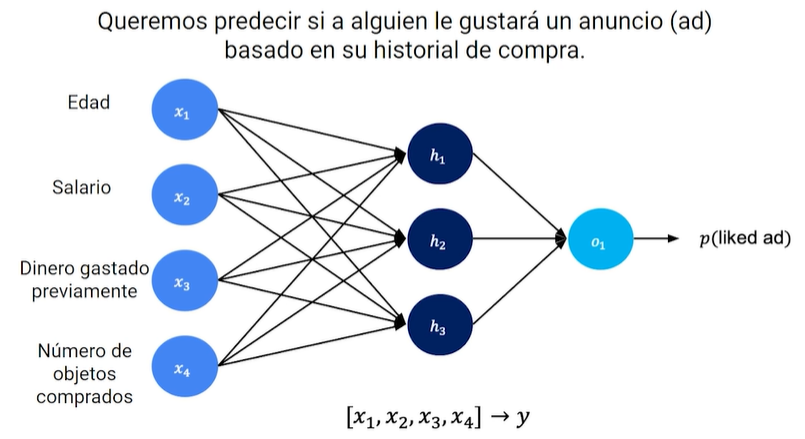 Queremos predecir si a alguien le gustará un anuncio (ad)
basado en su historial de compra.
Edad
x₁
Salario
x₂
Dinero gastado
previamente
x₃
Número de
objetos
comprados
x₄
h₁
h₂
h₃
o₁
p(liked ad)
[x₁, x₂, x₃, x₄] → y